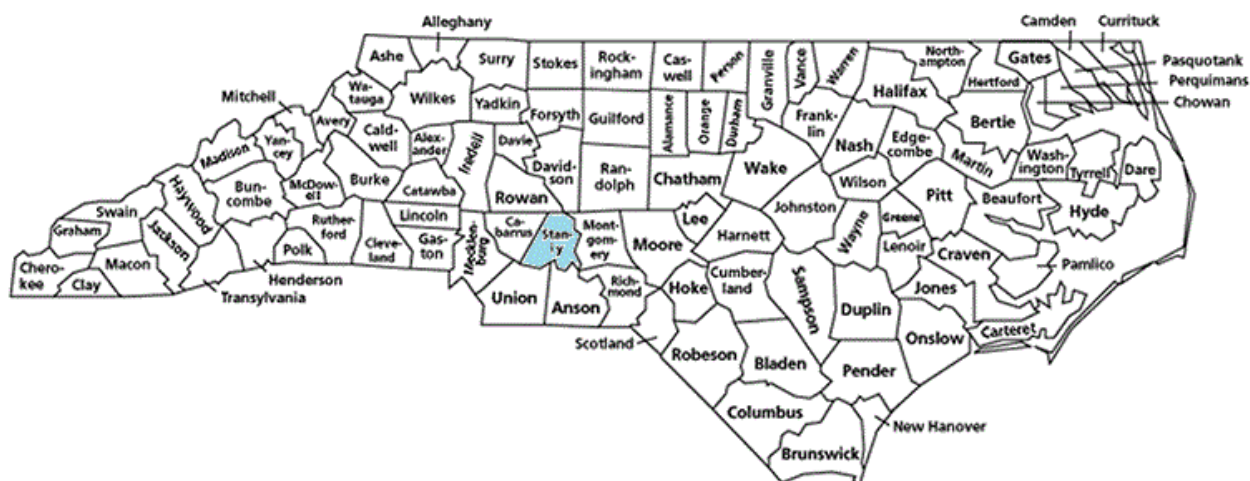 Alleghany
Camden
Currituck
Ashe
Surry
Stokes
Rock-
ingham
Cas-
well
Person
Granville
Vance
Warren
North-
ampton
Gates
Pasquotank
Perquimans
Chowan
Hertford
Halifax
Bertie
Mitchell
Wa-
tauga
Wilkes
Yadkin
Forsyth
Guilford
Alamance
Orange
Durham
Frank-
lin
Nash
Edge-
combe
Martin
Wash-
ington
Tyrrell
Dare
Avery
Cald-
well
Alex-
ander
Iredell
Davie
David-
son
Ran-
dolph
Chatham
Wake
Wilson
Pitt
Beaufort
Hyde
Madison
Yan-
cey
Mc​Dow-
ell
Burke
Catawba
Rowan
Lee
Johnston
Wayne
Greene
Lenoir
Craven
Pamlico
Swain
Haywood
Bun-
combe
Ruther-
ford
Lincoln
Ca-
barrus
Stan-
ly
Mont-
gom-
ery
Moore
Harnett
Graham
Jackson
Polk
Cleve-
land
Gas-
ton
Mecklen-
burg
Chero-
kee
Clay
Macon
Henderson
Transylvania
Union
Anson
Rich-
mond
Hoke
Cumber-
land
Sampson
Duplin
Jones
Carteret
Onslow
Scotland
Robeson
Bladen
Pender
Columbus
New Hanover
Brunswick